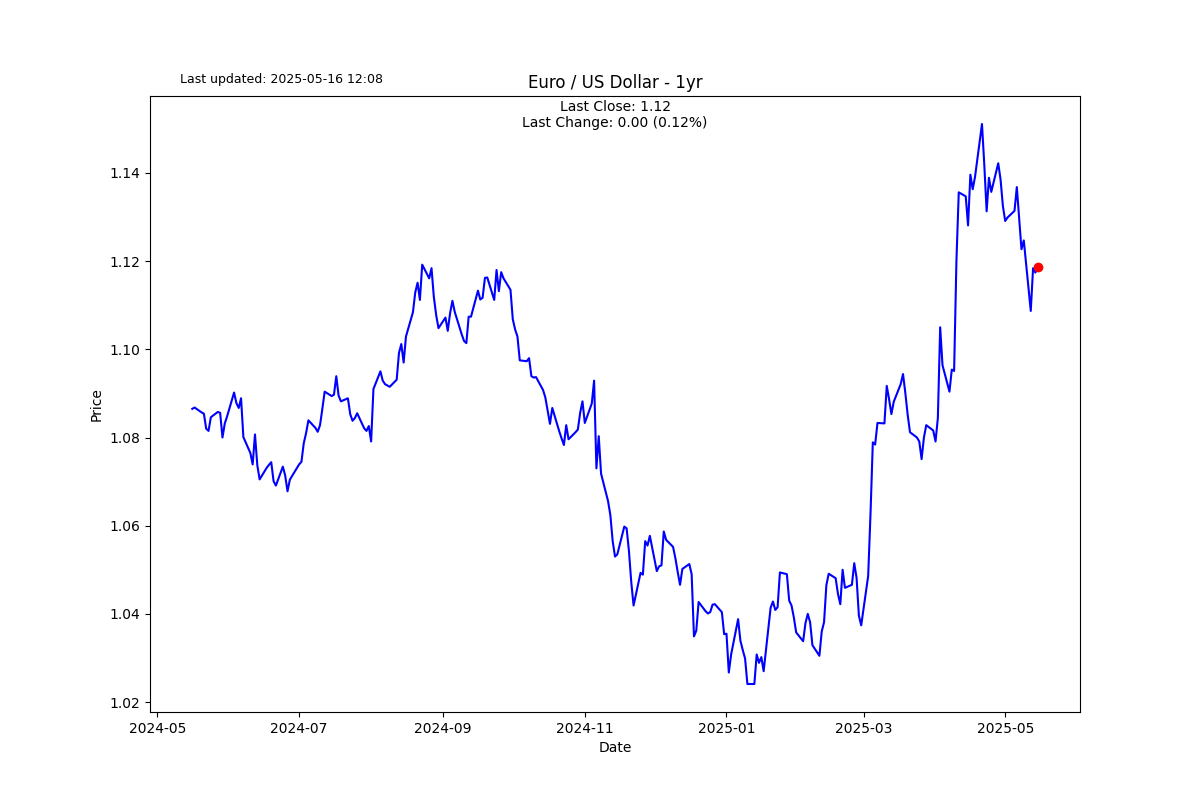 Last updated: 2025-05-16 12:08
Euro / US Dollar - 1yr
Last Close: 1.12
Last Change: 0.00 (0.12%)
Price
1.14
1.12
1.10
1.08
1.06
1.04
1.02
2024-05
2024-07
2024-09
2024-11
2025-01
2025-03
2025-05
Date